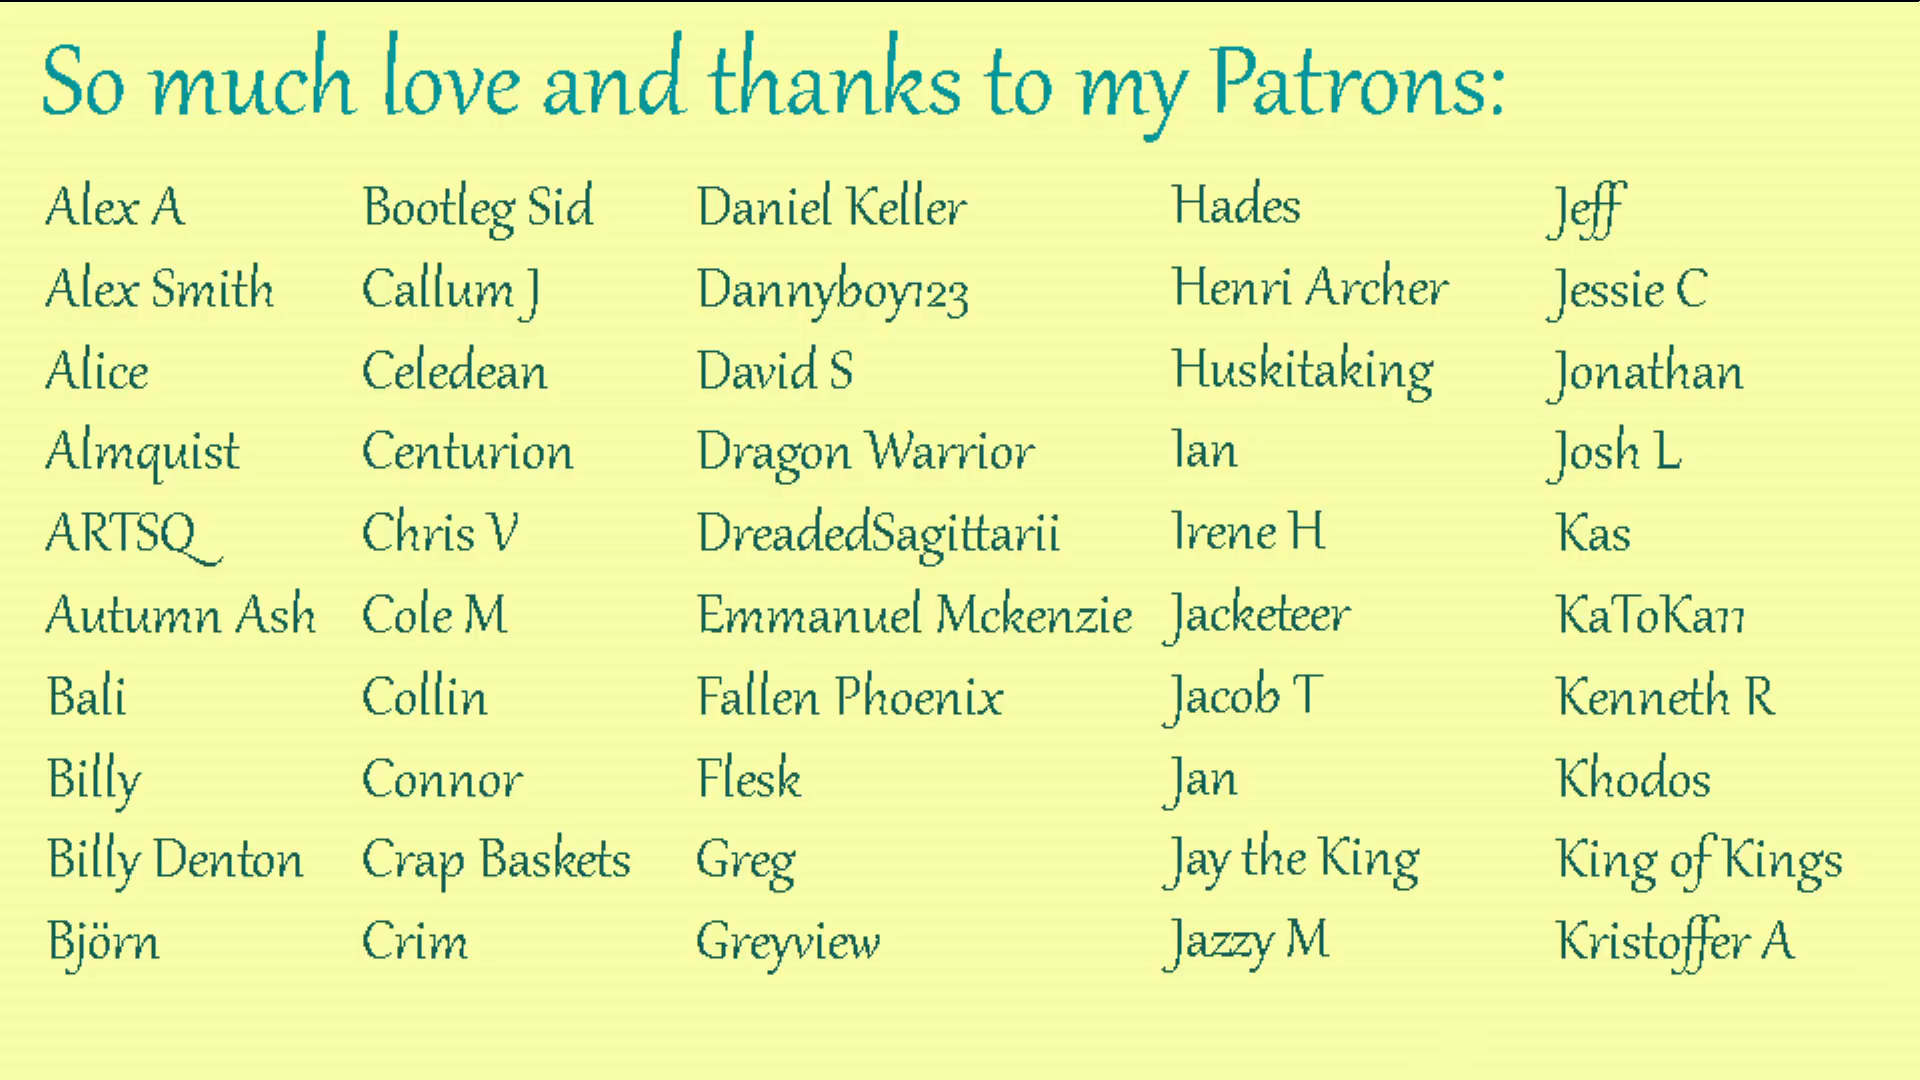 So much love and thanks to my Patrons:
Alex A
Alex Smith
Alice
Almquist
ARTSQ
Autumn Ash
Bali
Billy
Billy Denton
Björn
Bootleg Sid
Callum J
Celedean
Centurion
Chris V
Cole M
Collin
Connor
Crap Baskets
Crim
Daniel Keller
Dannyboy123
David S
Dragon Warrior
DreadedSagittarii
Emmanuel Mckenzie
Fallen Phoenix
Flesk
Greg
Greyview
Hades
Henri Archer
Huskitaking
Ian
Irene H
Jacketeer
Jacob T
Jan
Jay the King
Jazzy M
Jeff
Jessie C
Jonathan
Josh L
Kas
KaToKa11
Kenneth R
Khodos
King of Kings
Kristoffer A